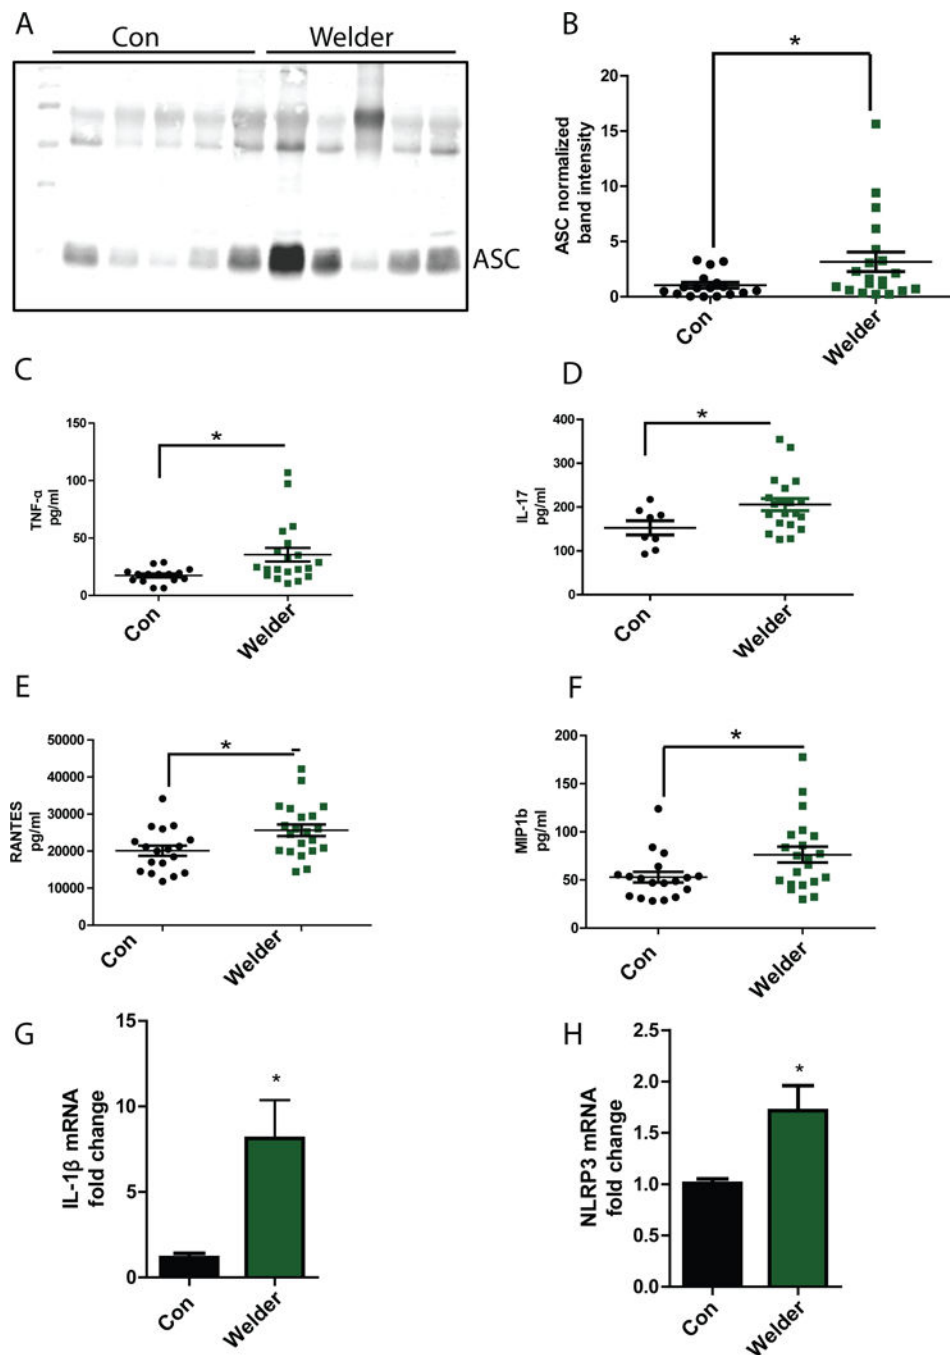 A
Con
Welder
ASC
B
*
ASC normalized
band intensity
20
15
10
5
0
Con
Welder
C
*
TNF-α
pg/ml
150
100
50
0
Con
Welder
D
*
IL-17
pg/ml
400
300
200
100
0
Con
Welder
E
*
RANTES
pg/ml
50000
40000
30000
20000
10000
0
Con
Welder
F
*
MIP1b
pg/ml
200
150
100
50
0
Con
Welder
G
*
IL-1β mRNA
fold change
15
10
5
0
Con
Welder
H
*
NLRP3 mRNA
fold change
2.5
2.0
1.5
1.0
0.5
0.0
Con
Welder